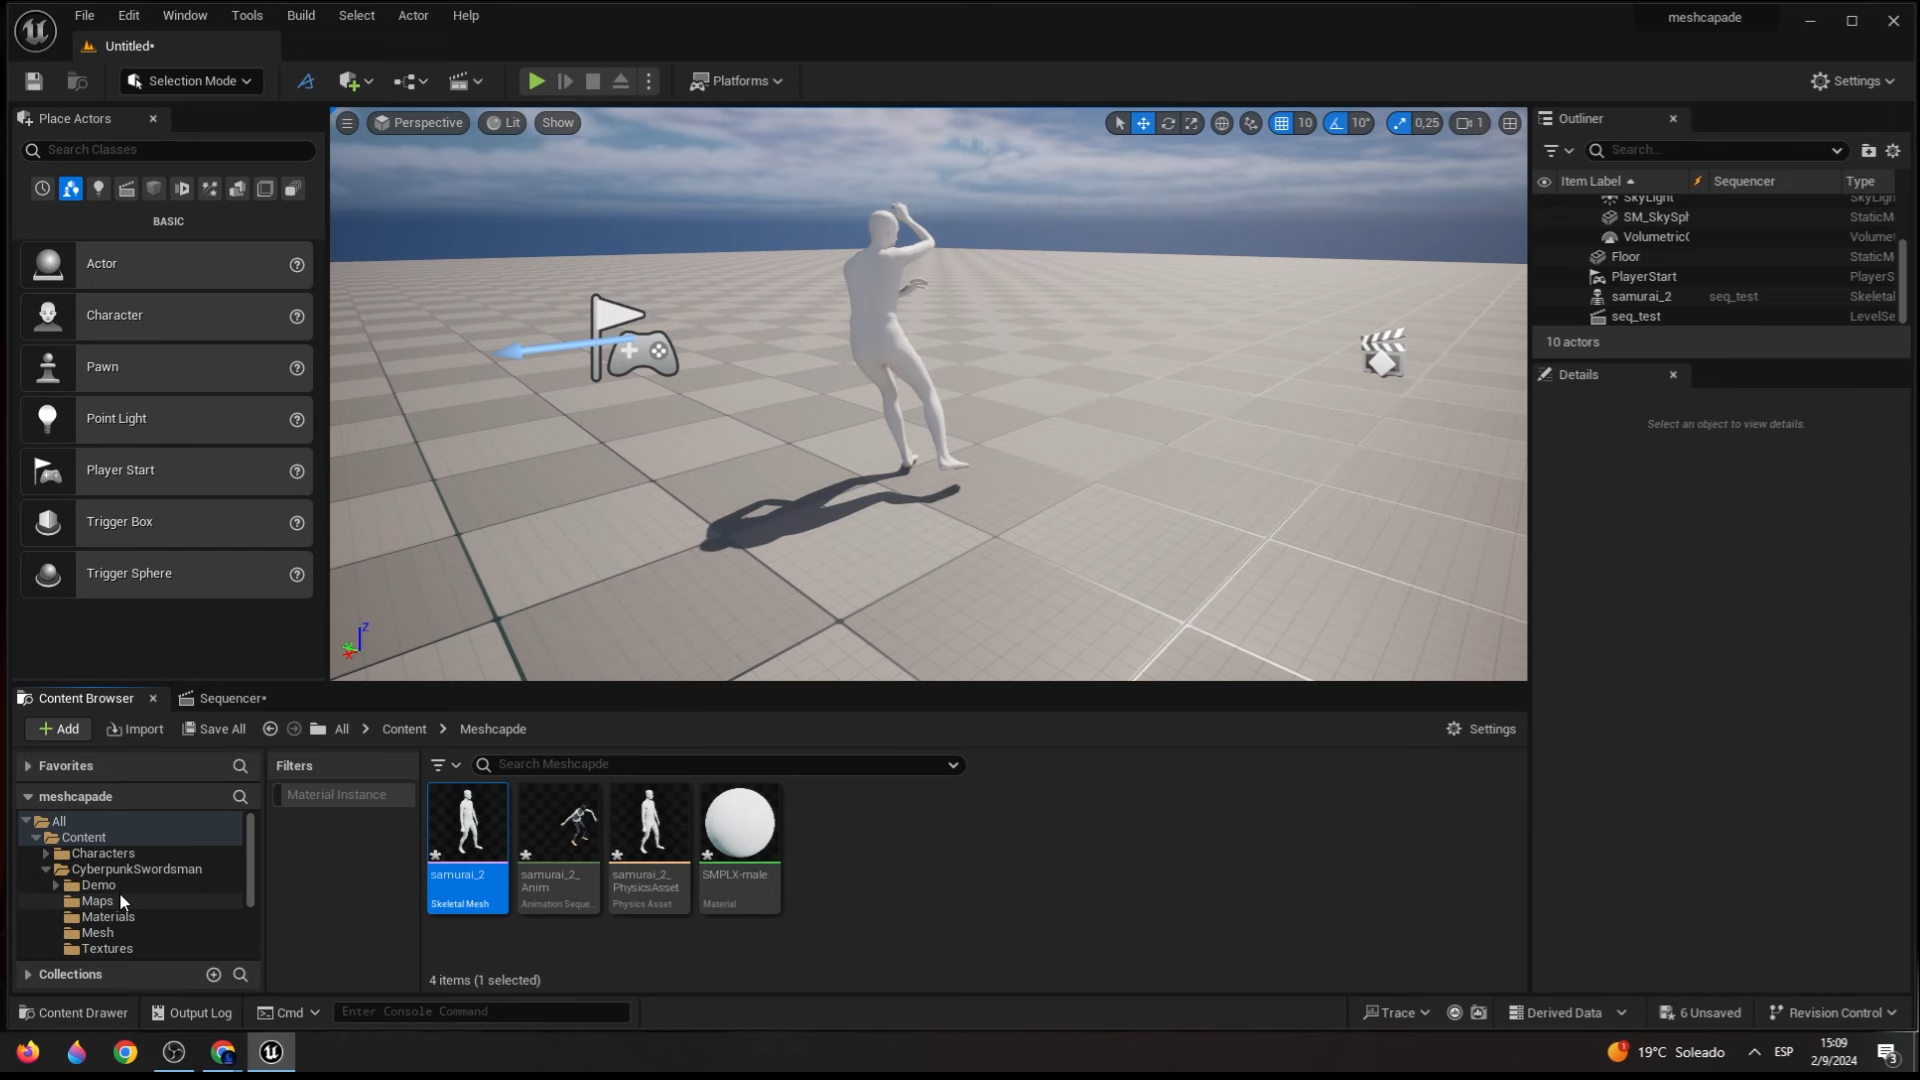 File Edit Window Tools Build Select Actor Help
meshcapade
Untitled*
Selection Mode
Platforms
Settings
Place Actors
Search Classes
BASIC
Actor
Character
Pawn
Point Light
Player Start
Trigger Box
Trigger Sphere
Perspective Lit Show
10 10° 0,25 1
Z
Outliner
Search...
Item Label Sequencer Type
SkyLight SkyLigh
SM_SkySpl StaticM
Volumetric( Volumet
Floor StaticM
PlayerStart PlayerS
samurai_2 seq_test Skeletal
seq_test LevelSe
10 actors
Details
Select an object to view details.
Content Browser Sequencer*
Add Import Save All All > Content > Meshcapde Settings
Favorites
meshcapade
All
Content
Characters
CyberpunkSwordsman
Demo
Maps
Materials
Mesh
Textures
Collections
Filters
Material Instance
Search Meshcapde
samurai_2
Skeletal Mesh
samurai_2_
Anim
Animation Seque..
samurai_2_
PhysicsAsset
Physics Asset
SMPLX-male
Material
4 items (1 selected)
Content Drawer Output Log Cmd Enter Console Command
Trace Derived Data 6 Unsaved Revision Control
1 19°C Soleado ESP
15:09
2/9/2024
3